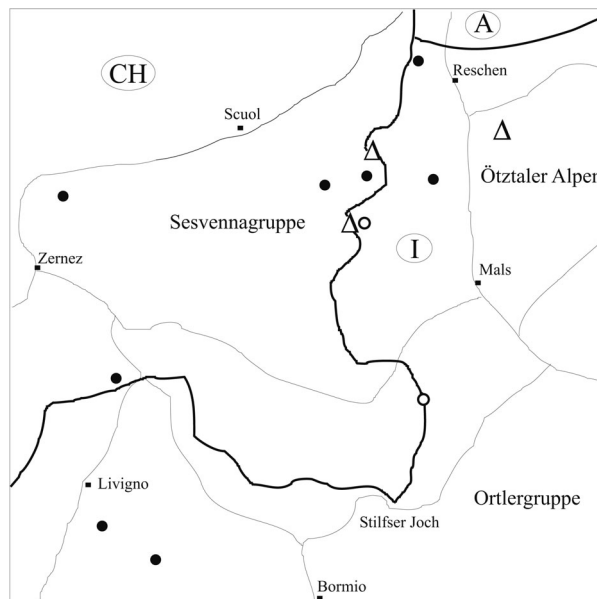 A
CH
Reschen
Scuol
Ötztaler Alpen
Sesvennagruppe
I
Zernez
Mals
Livigno
Ortlergruppe
Stilfser Joch
Bormio